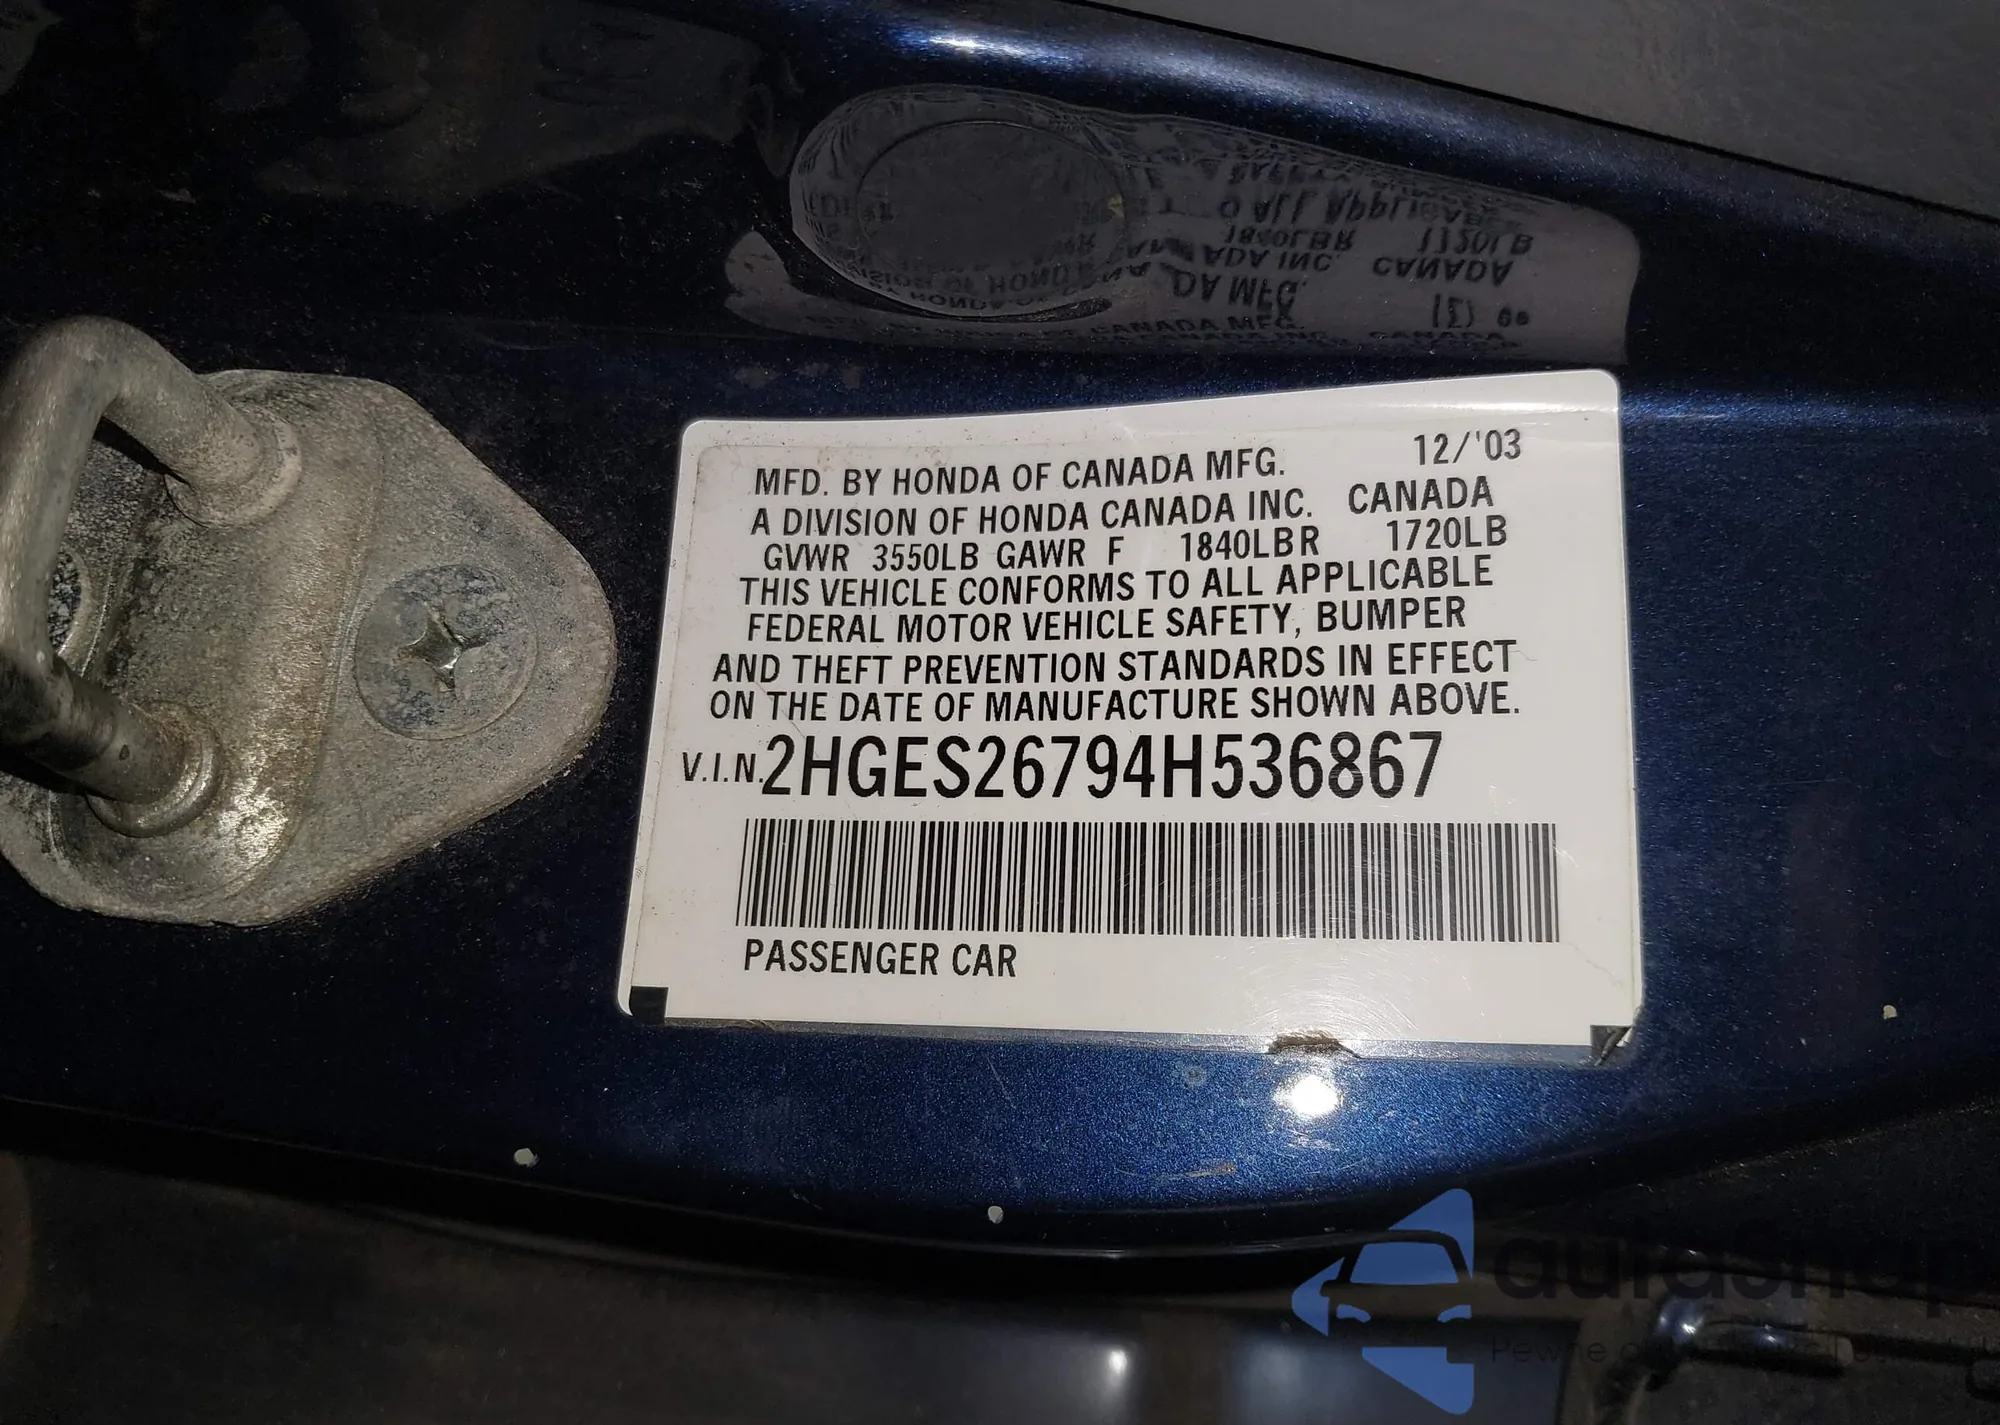 12/'03
MFD. BY HONDA OF CANADA MFG.
A DIVISION OF HONDA CANADA INC. CANADA
GVWR 3550LB GAWR F 1840LBR 1720LB
THIS VEHICLE CONFORMS TO ALL APPLICABLE
FEDERAL MOTOR VEHICLE SAFETY, BUMPER
AND THEFT PREVENTION STANDARDS IN EFFECT
ON THE DATE OF MANUFACTURE SHOWN ABOVE.
V.I.N.2HGES26794H536867
PASSENGER CAR